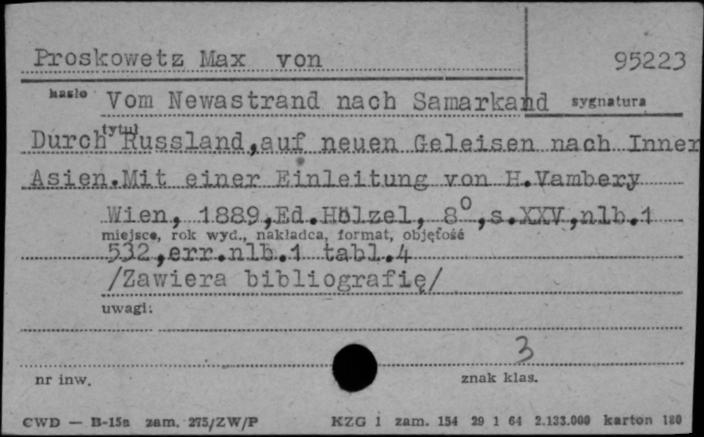 Proskowetz Max von 95223
hasło Vom Newastrand nach Samarkand sygnatura
tytuł
Durch Russland,auf neuen Geleisen nach Inner
Asien.Mit einer Einleitung von H.Vambery
Wien, 1889,Ed.Hölzel, 8⁰,s.XXV,nlb.1
miejsce, rok wyd., nakładca, format, objętość
532,err.nlb.1 tabl.4
/Zawiera bibliografię/
uwagi:
3
nr inw. znak klas.
CWD — B-15a zam. 275/ZW/P KZG 1 zam. 154 29 1 64 2.133.000 karton 180